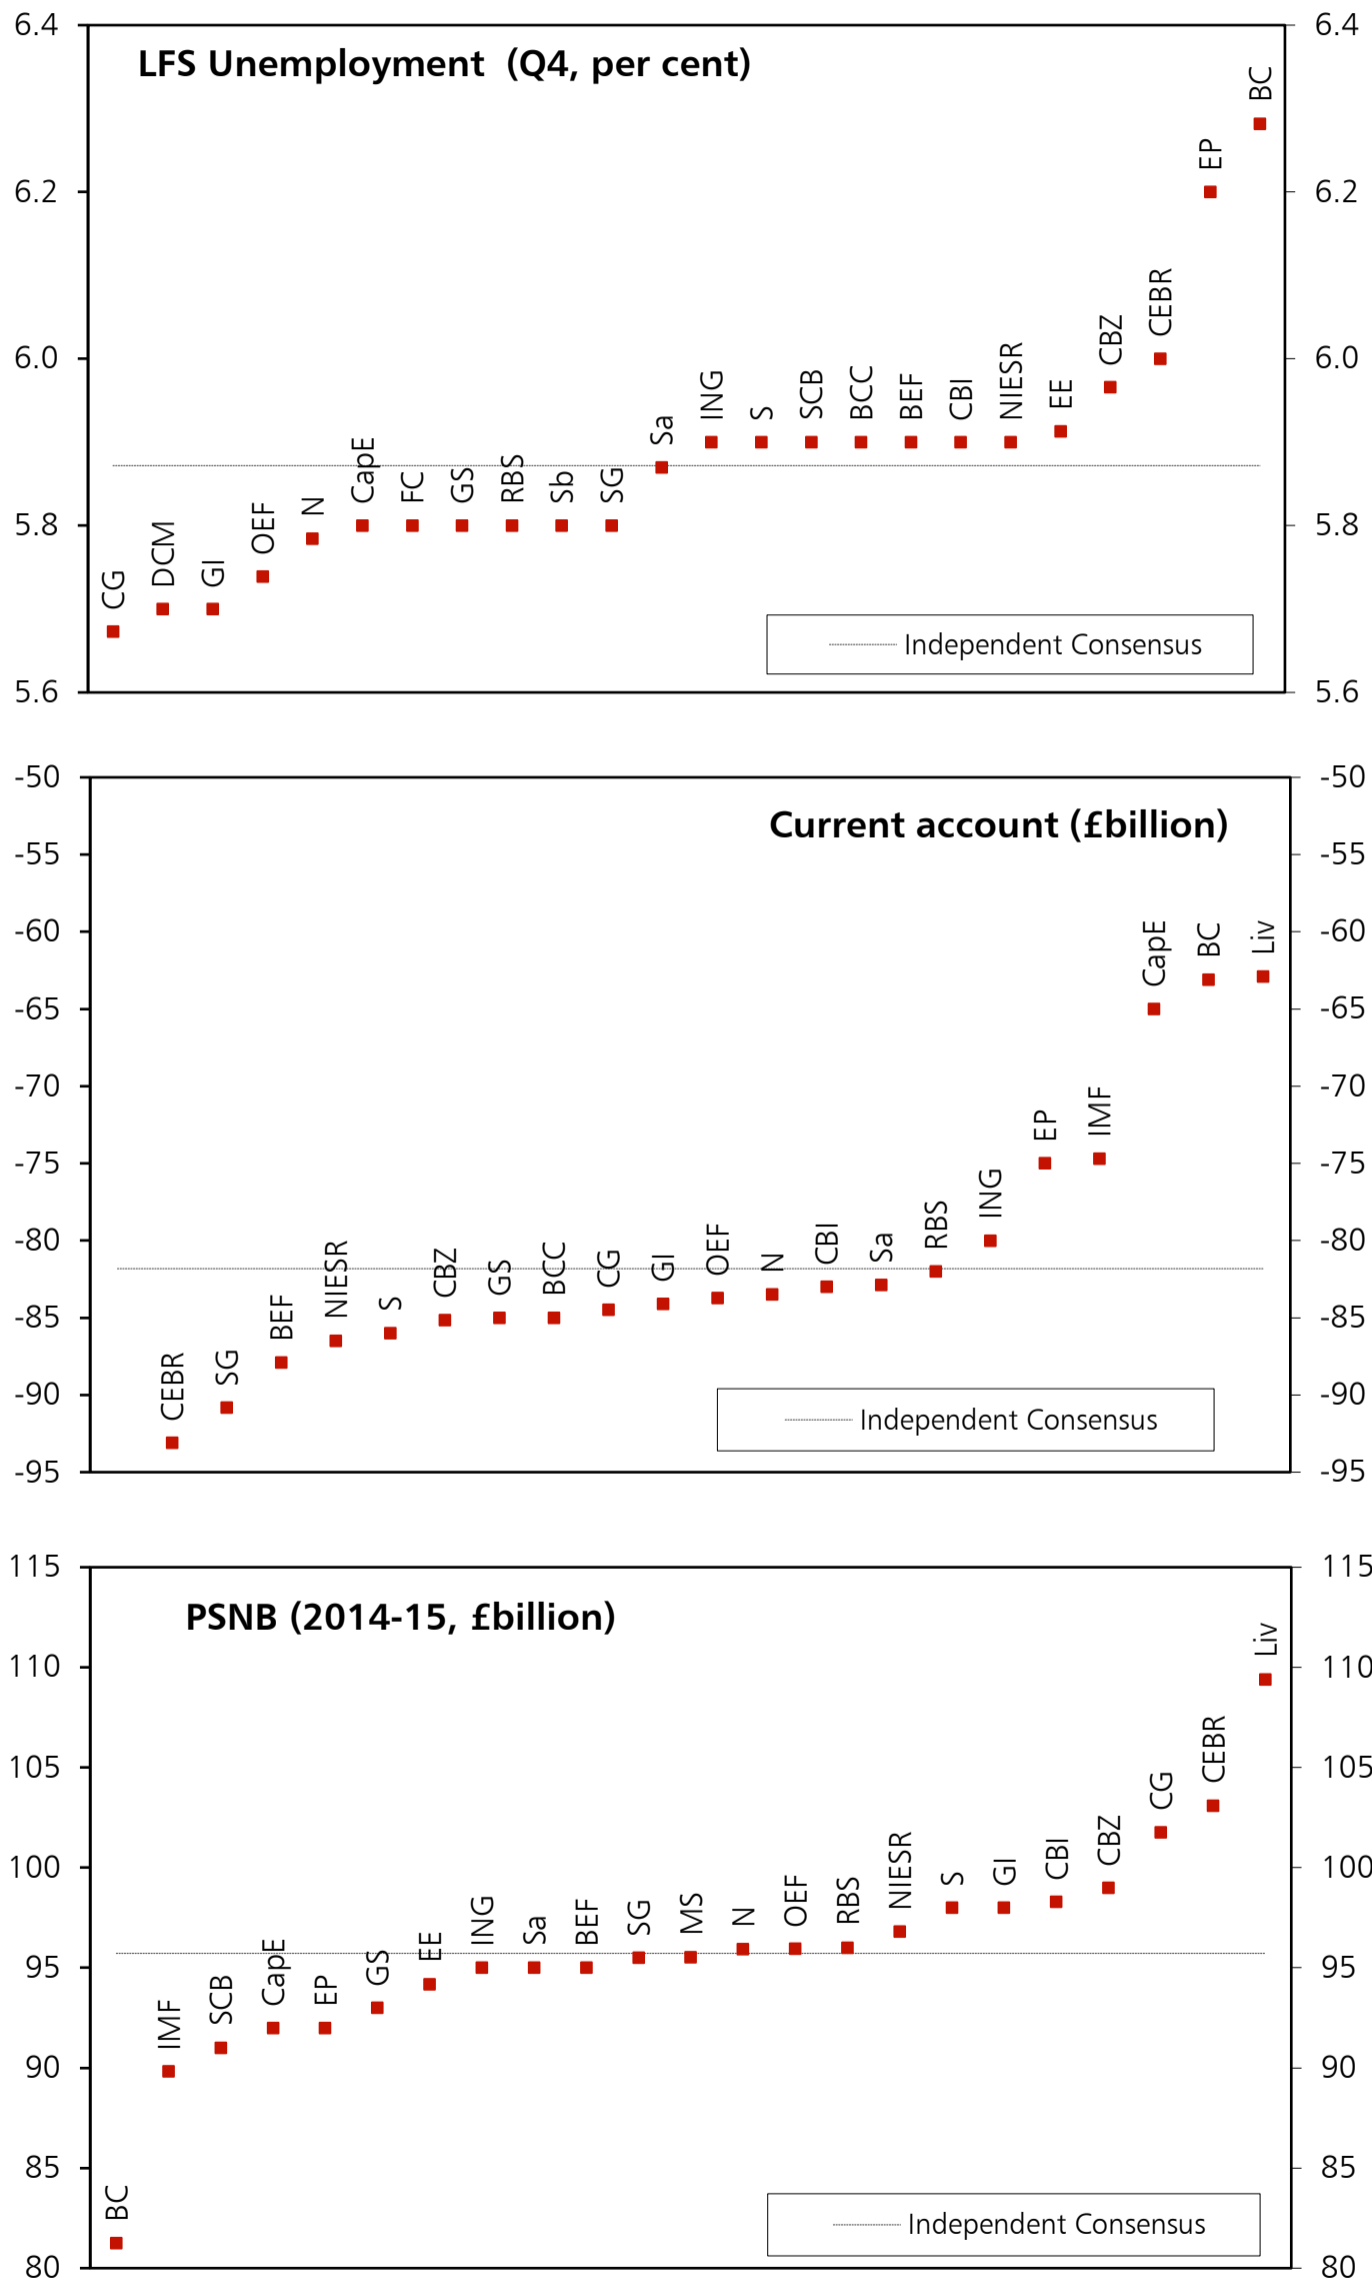 LFS Unemployment (Q4, per cent)
6.4
6.2
6.0
5.8
5.6
6.4
6.2
6.0
5.8
5.6
CG
DCM
GI
OEF
N
CapE
FC
GS
RBS
Sb
SG
Sa
ING
S
SCB
BCC
BEF
CBI
NIESR
EE
CBZ
CEBR
EP
BC
Independent Consensus
Current account (£billion)
-50
-55
-60
-65
-70
-75
-80
-85
-90
-95
-50
-55
-60
-65
-70
-75
-80
-85
-90
-95
CEBR
SG
BEF
NIESR
S
CBZ
GS
BCC
CG
GI
OEF
N
CBI
Sa
RBS
ING
EP
IMF
CapE
BC
Liv
Independent Consensus
PSNB (2014-15, £billion)
115
110
105
100
95
90
85
80
115
110
105
100
95
90
85
80
BC
IMF
SCB
CapE
EP
GS
EE
ING
Sa
BEF
SG
MS
N
OEF
RBS
NIESR
S
GI
CBI
CBZ
CG
CEBR
Liv
Independent Consensus